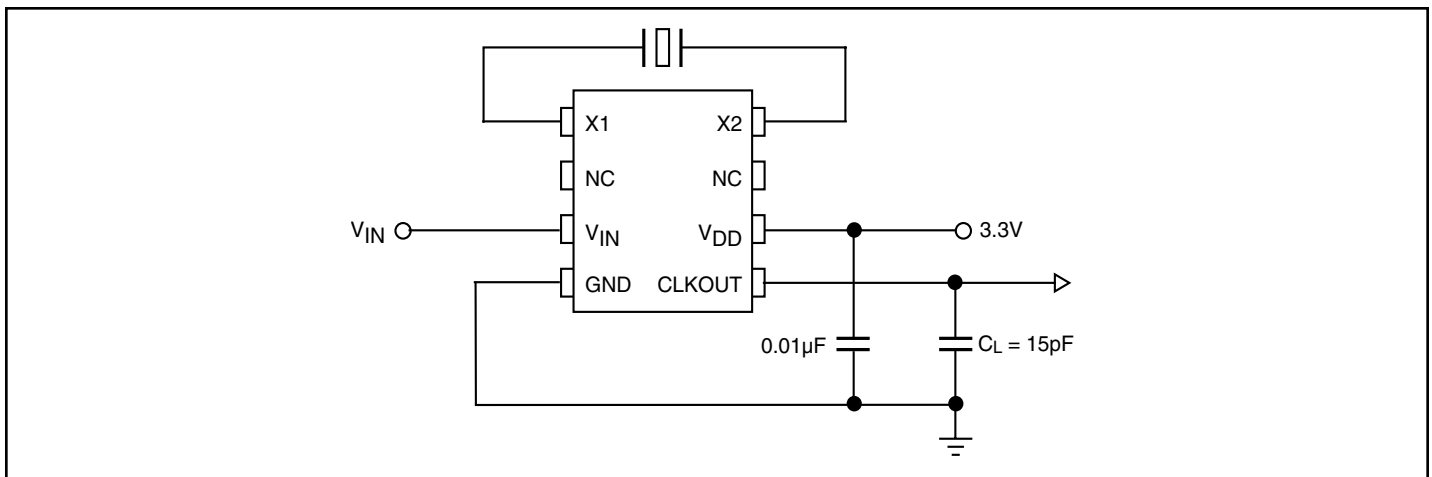 X1 X2
NC NC
VIN VIN VDD 3.3V
GND CLKOUT
0.01µF CL = 15pF